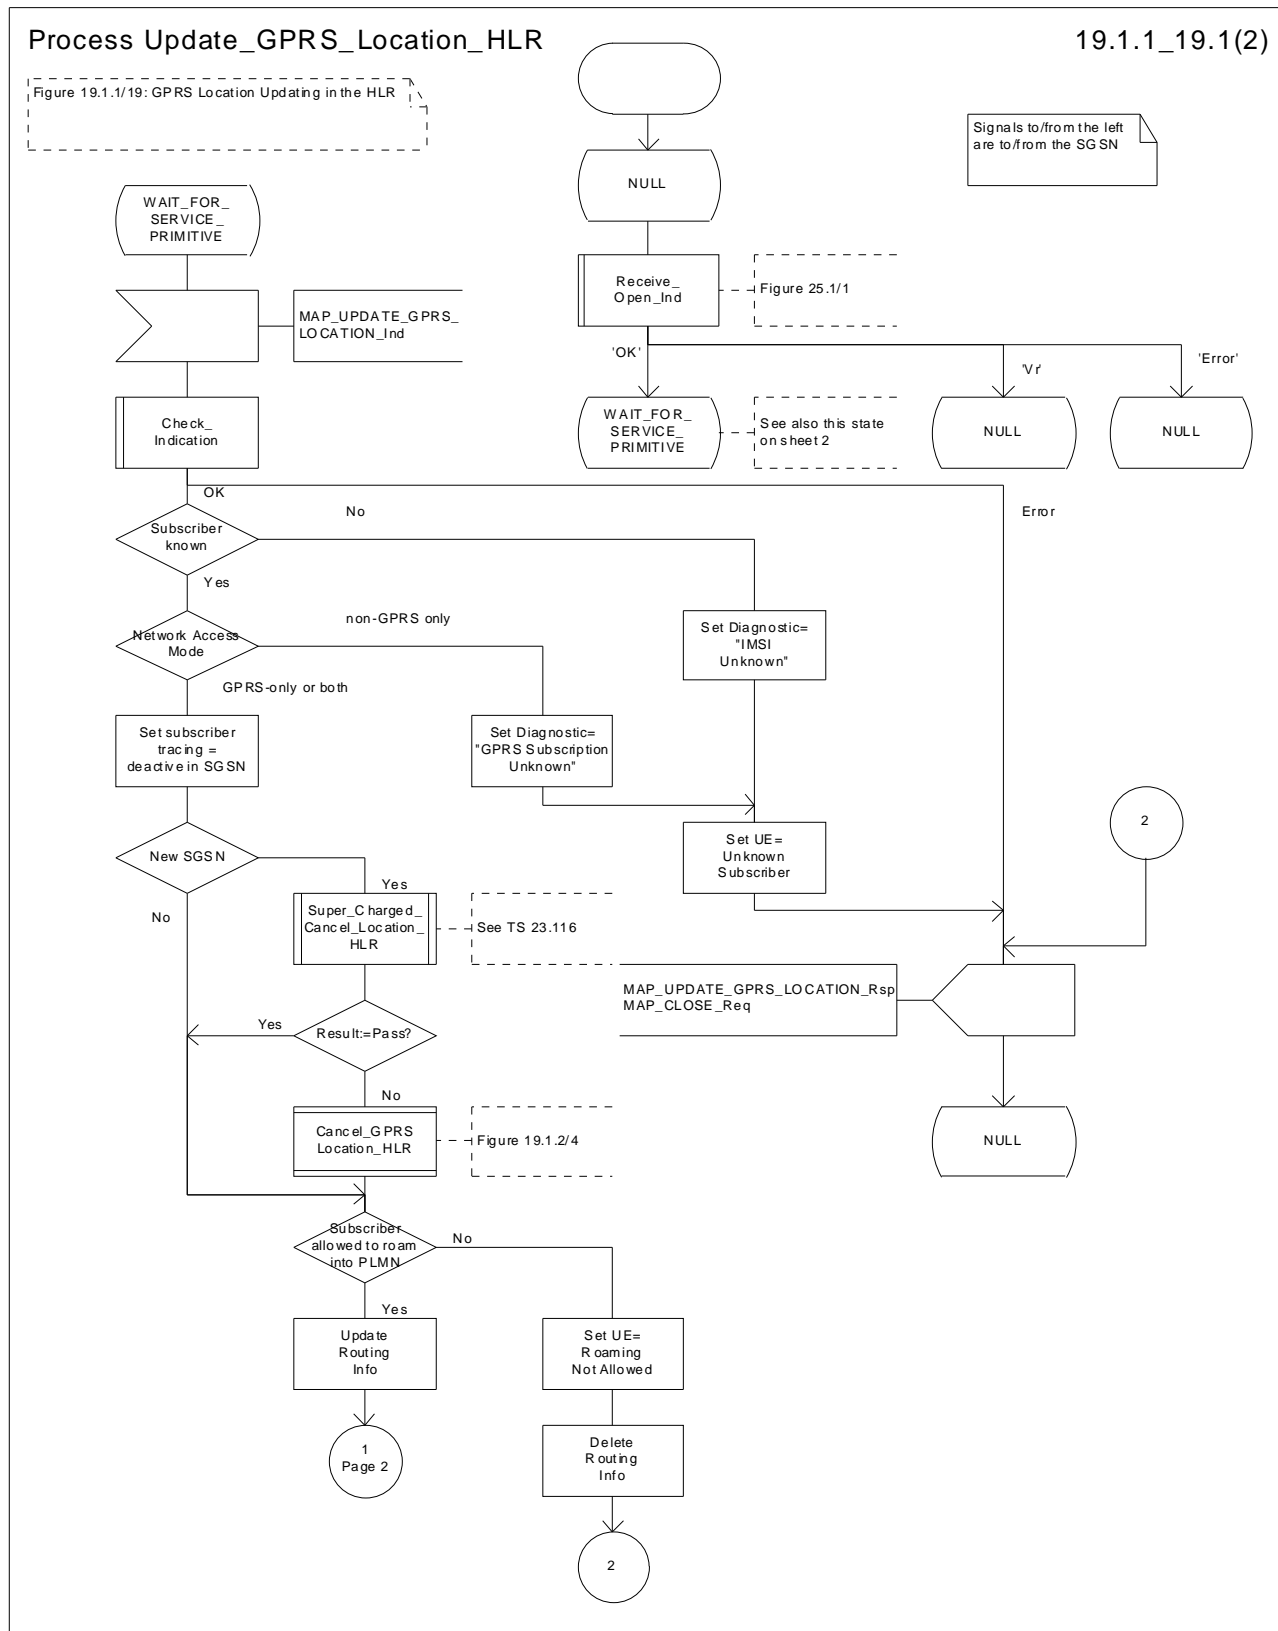 Process Update_GPRS_Location_HLR
19.1.1_19.1(2)
Figure 19.1.1/19: GPRS Location Updating in the HLR
Signals to/from the left
are to/from the SGSN
NULL
WAIT_FOR_
SERVICE_
PRIMITIVE
Receive_
Open_Ind
Figure 25.1/1
MAP_UPDATE_GPRS_
LOCATION_Ind
'OK'
'Vr'
'Error'
Check_
Indication
WAIT_FOR_
SERVICE_
PRIMITIVE
See also this state
on sheet 2
NULL
NULL
OK
No
Error
Subscriber
known
Yes
Network Access
Mode
non-GPRS only
Set Diagnostic=
"IMSI
Unknown"
GPRS-only or both
Set subscriber
tracing =
deactive in SGSN
Set Diagnostic=
"GPRS Subscription
Unknown"
2
New SGSN
Set UE=
Unknown
Subscriber
Yes
No
Super_Charged_
Cancel_Location_
HLR
See TS 23.116
MAP_UPDATE_GPRS_LOCATION_Rsp
MAP_CLOSE_Req
Yes
Result:=Pass?
No
Cancel_GPRS
Location_HLR
Figure 19.1.2/4
NULL
Subscriber
allowed to roam
into PLMN
No
Yes
Update
Routing
Info
Set UE=
Roaming
Not Allowed
1
Page 2
Delete
Routing
Info
2